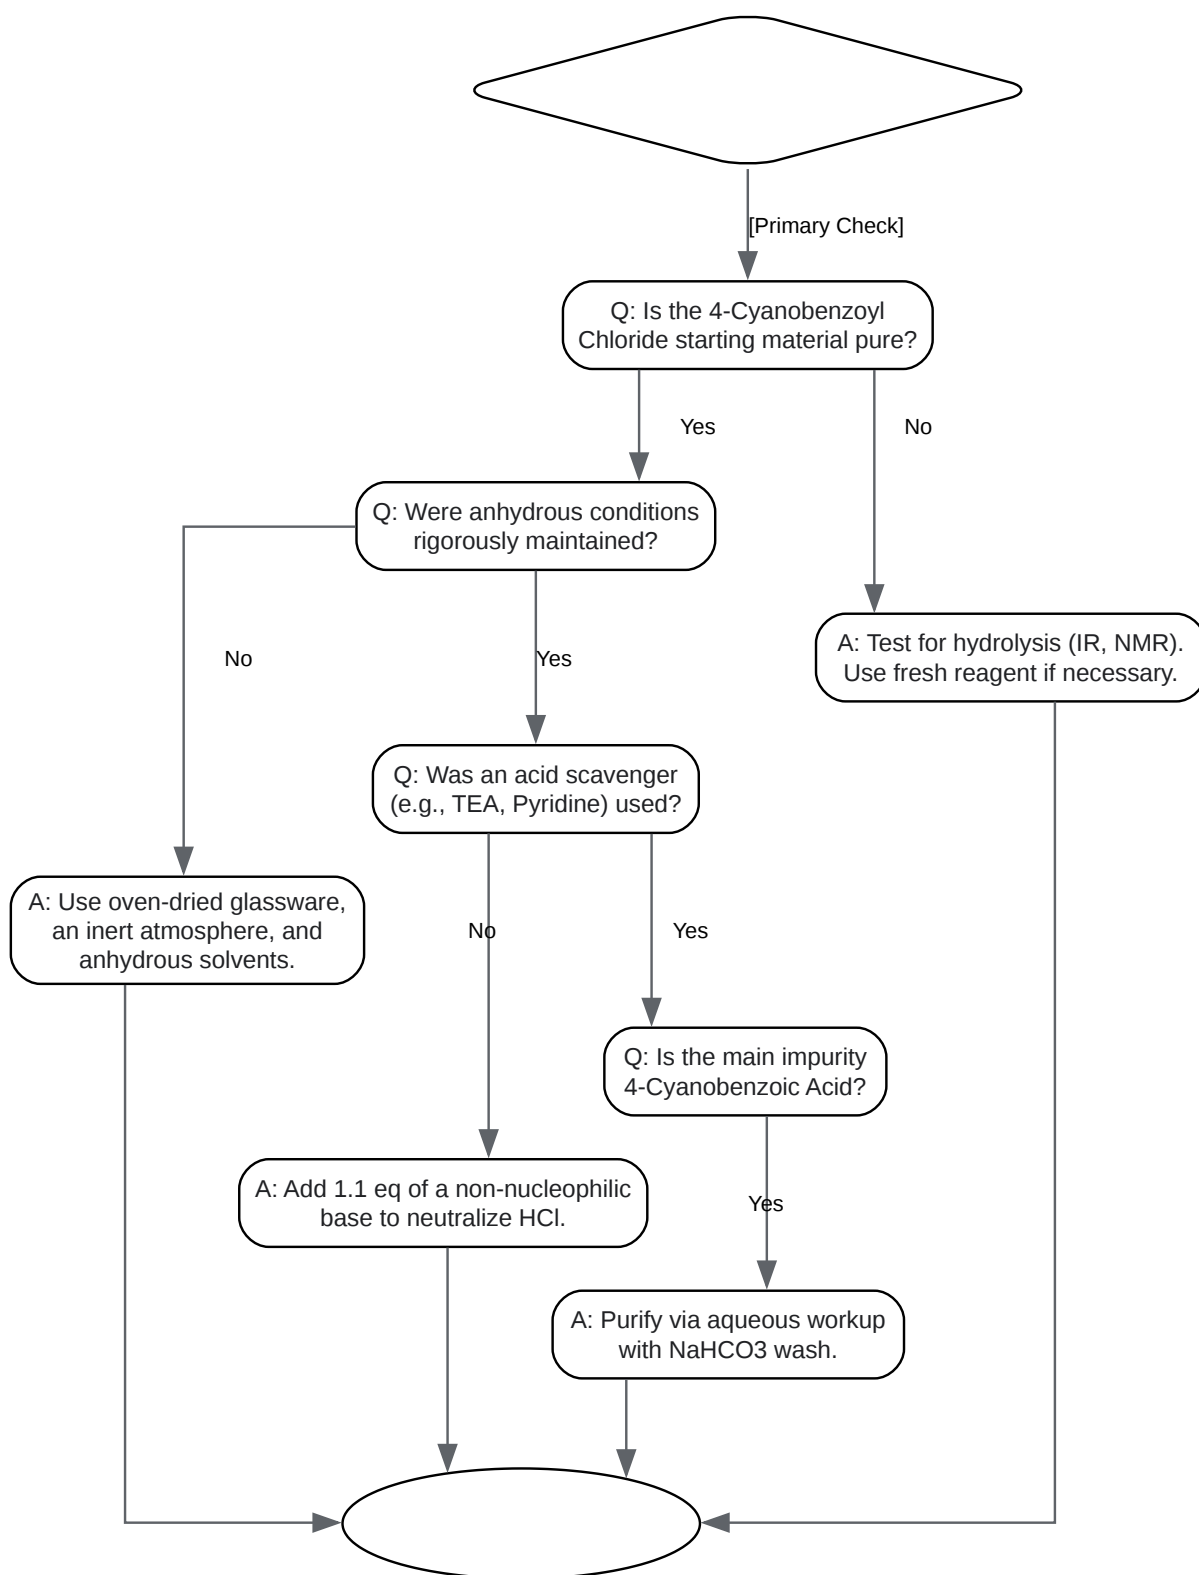 [Primary Check]
Q: Is the 4-Cyanobenzoyl
Chloride starting material pure?
Yes
No
Q: Were anhydrous conditions
rigorously maintained?
No
Yes
A: Test for hydrolysis (IR, NMR).
Use fresh reagent if necessary.
Q: Was an acid scavenger
(e.g., TEA, Pyridine) used?
A: Use oven-dried glassware,
an inert atmosphere, and
anhydrous solvents.
No
Yes
Q: Is the main impurity
4-Cyanobenzoic Acid?
A: Add 1.1 eq of a non-nucleophilic
base to neutralize HCl.
Yes
A: Purify via aqueous workup
with NaHCO3 wash.